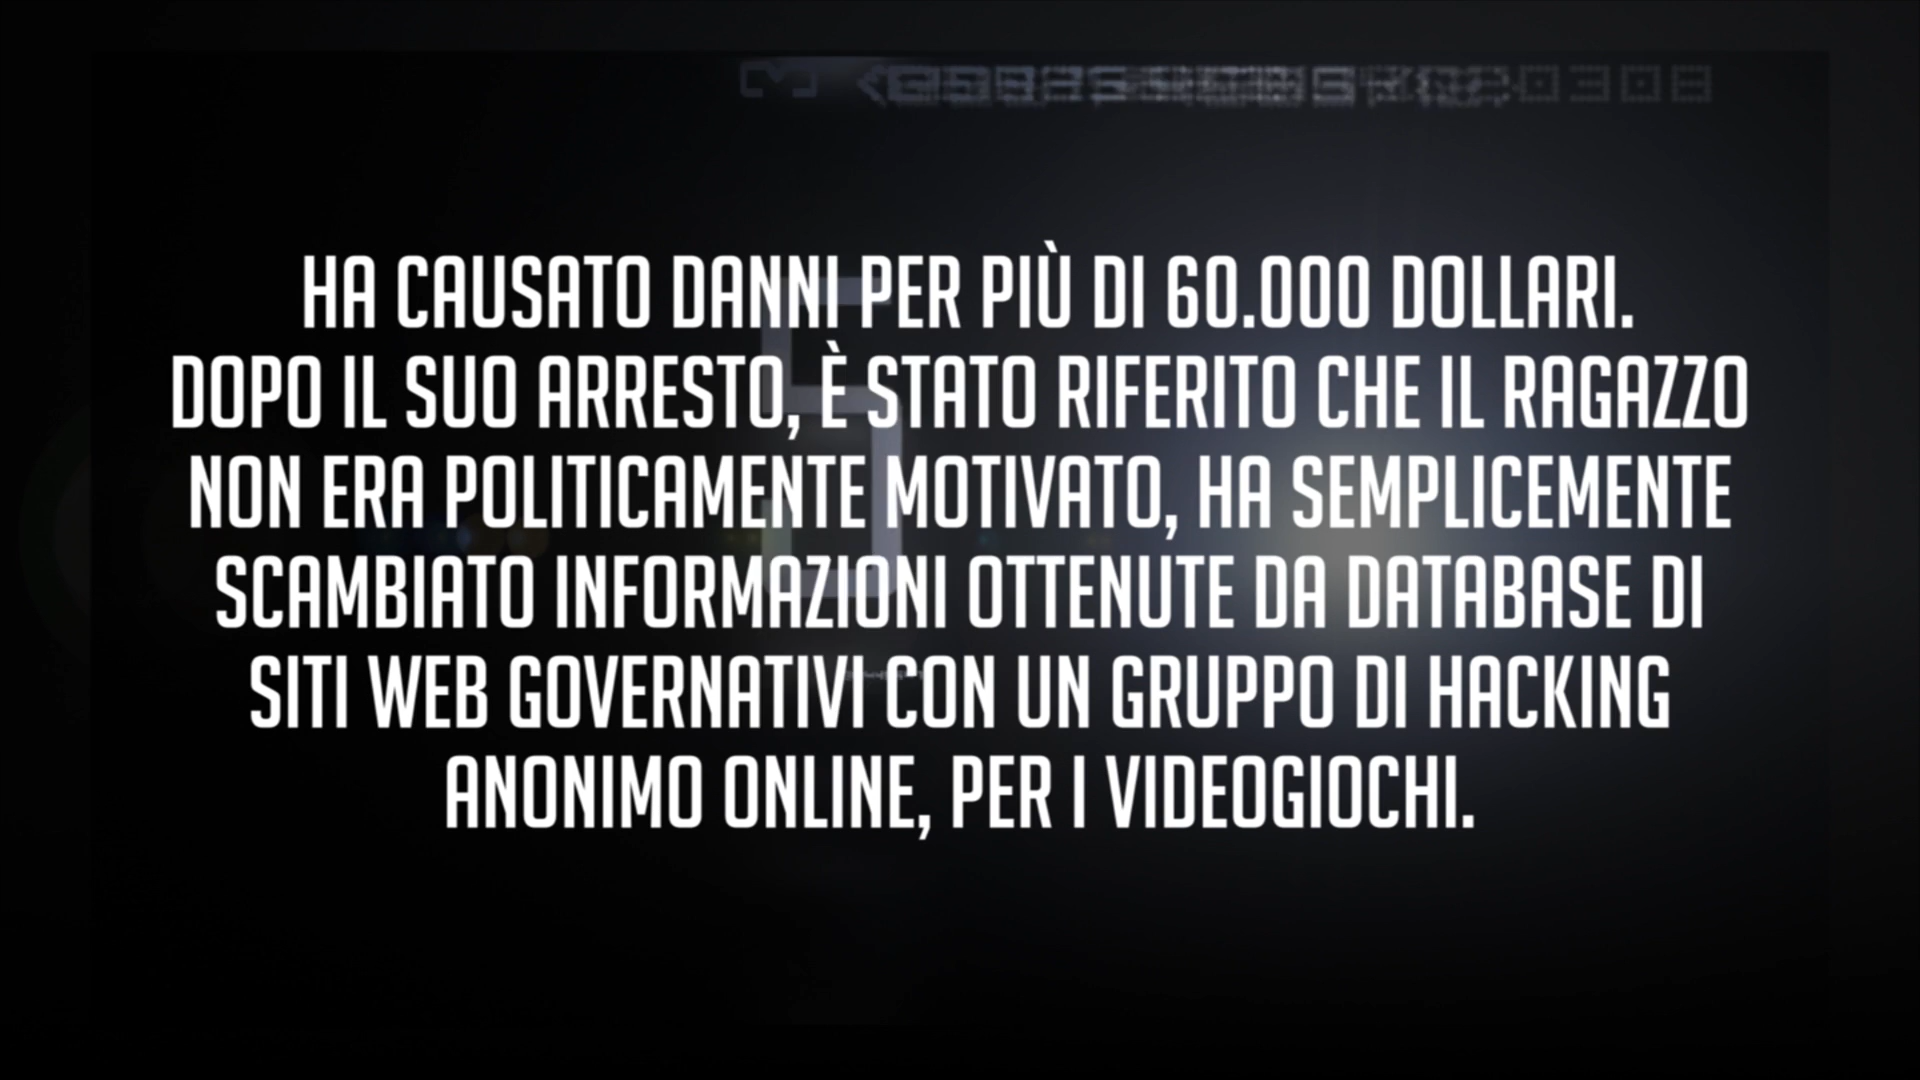 HA CAUSATO DANNI PER PIÙ DI 60.000 DOLLARI.
DOPO IL SUO ARRESTO, È STATO RIFERITO CHE IL RAGAZZO
NON ERA POLITICAMENTE MOTIVATO, HA SEMPLICEMENTE
SCAMBIATO INFORMAZIONI OTTENUTE DA DATABASE DI
SITI WEB GOVERNATIVI CON UN GRUPPO DI HACKING
ANONIMO ONLINE, PER I VIDEOGIOCHI.